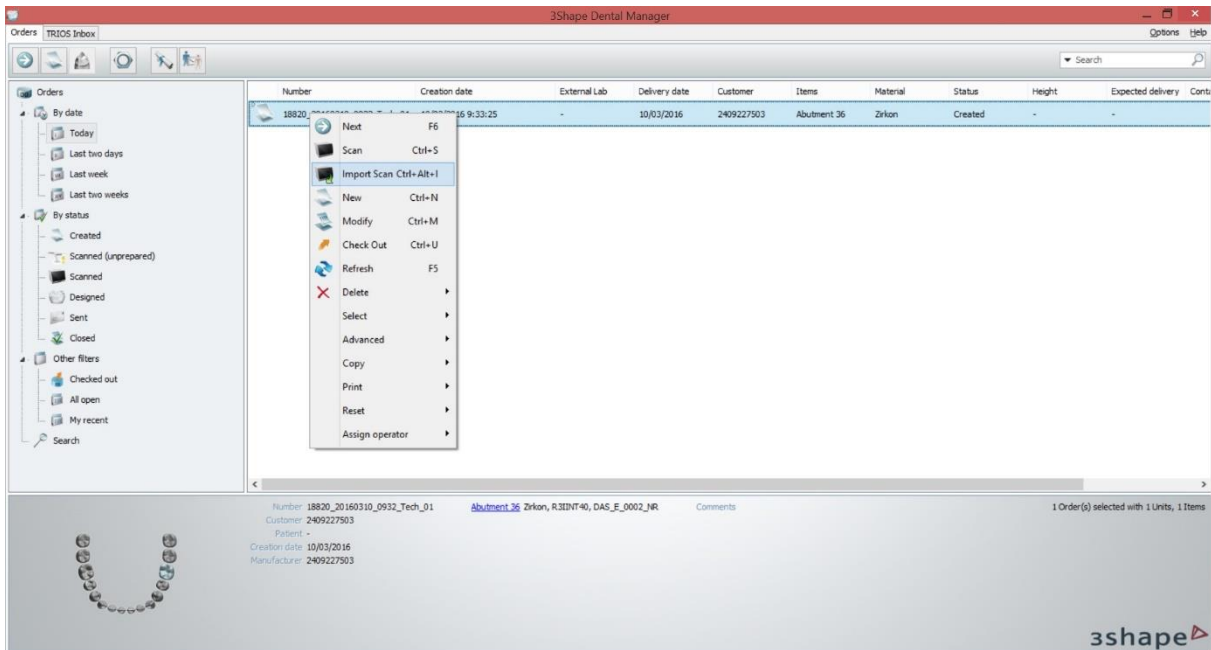 3Shape Dental Manager
Orders TRIOS Inbox Options Help
Search
Orders
By date
Today
Last two days
Last week
Last two weeks
By status
Created
Scanned (unprepared)
Scanned
Designed
Sent
Closed
Other filters
Checked out
All open
My recent
Search
Number Creation date External Lab Delivery date Customer Items Material Status Height Expected delivery
16 9:33:25 - 10/03/2016 2409227503 Abutment 36 Zirkon Created - -
Next F6
Scan Ctrl+S
Import Scan Ctrl+Alt+I
New Ctrl+N
Modify Ctrl+M
Check Out Ctrl+U
Refresh F5
Delete
Select
Advanced
Copy
Print
Reset
Assign operator
Number 18820_20160310_0932_Tech_01 Abutment 36 Zirkon, R3IINT40, DAS_E_0002_NR Comments 1 Order(s) selected with 1 Units, 1 Items
Customer 2409227503
Patient -
Creation date 10/03/2016
Manufacturer 2409227503
3shape